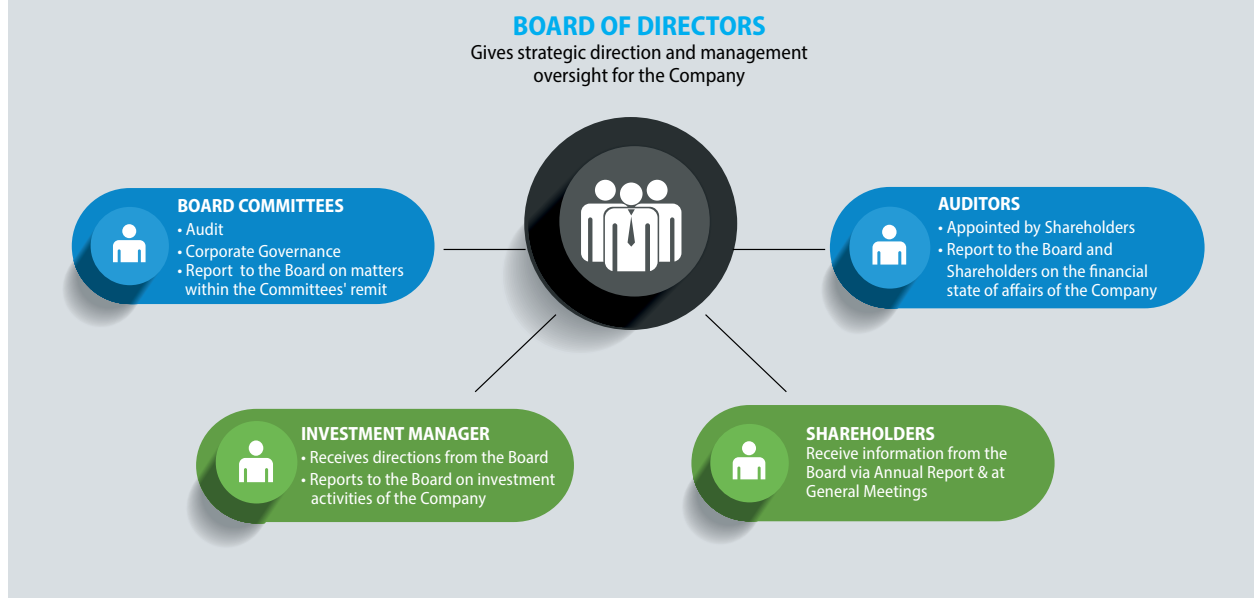 BOARD OF DIRECTORS
Gives strategic direction and management
oversight for the Company
BOARD COMMITTEES
• Audit
• Corporate Governance
• Report to the Board on matters
within the Committees' remit
AUDITORS
• Appointed by Shareholders
• Report to the Board and
Shareholders on the financial
state of affairs of the Company
INVESTMENT MANAGER
• Receives directions from the Board
• Reports to the Board on investment
activities of the Company
SHAREHOLDERS
Receive information from the
Board via Annual Report & at
General Meetings